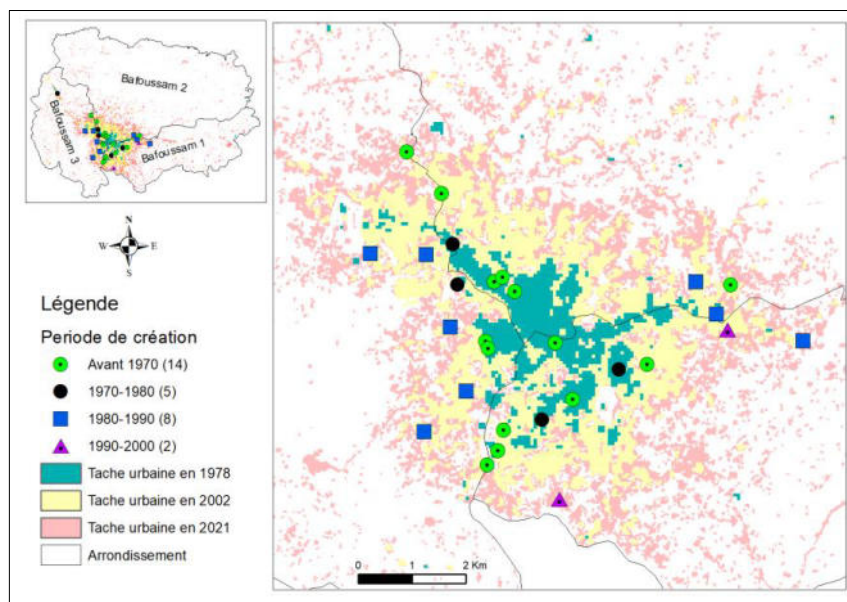 Bafoussam 2
Bafoussam 3
Bafoussam 1
N
W E
S
Légende
Periode de création
Avant 1970 (14)
1970-1980 (5)
1980-1990 (8)
1990-2000 (2)
Tache urbaine en 1978
Tache urbaine en 2002
Tache urbaine en 2021
Arrondissement
0 1 2 Km